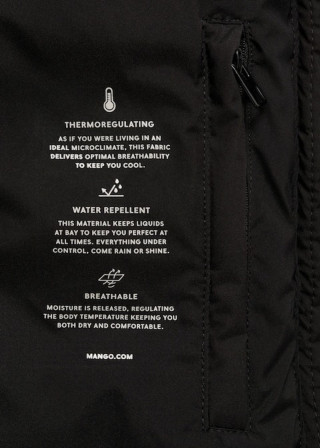 THERMOREGULATING
AS IF YOU WERE LIVING IN AN
IDEAL MICROCLIMATE, THIS FABRIC
DELIVERS OPTIMAL BREATHABILITY
TO KEEP YOU COOL.
WATER REPELLENT
THIS MATERIAL KEEPS LIQUIDS
AT BAY TO KEEP YOU PERFECT AT
ALL TIMES. EVERYTHING UNDER
CONTROL, COME RAIN OR SHINE.
BREATHABLE
MOISTURE IS RELEASED, REGULATING
THE BODY TEMPERATURE KEEPING YOU
BOTH DRY AND COMFORTABLE.
MANGO.COM